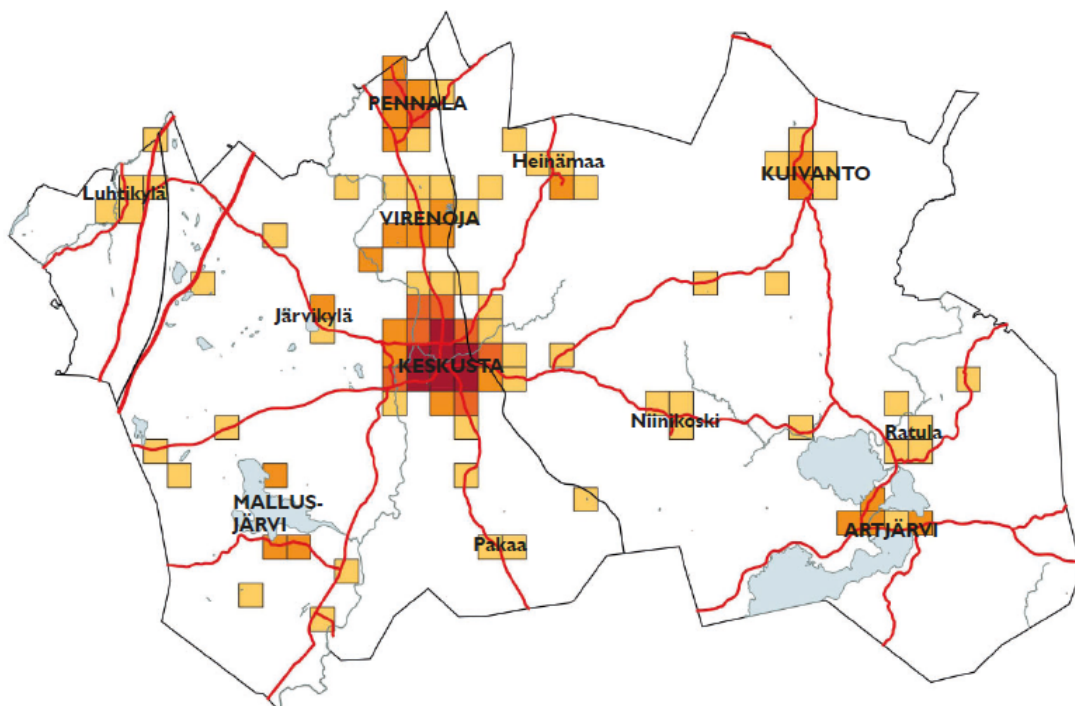 PENNALA
Heinämaa
KUIVANTO
Luhtikylä
VIRENOJA
Järvikylä
KESKUSTA
Niinikoski
Ratula
MALLUS-
JÄRVI
ARTJÄRVI
Pakaa